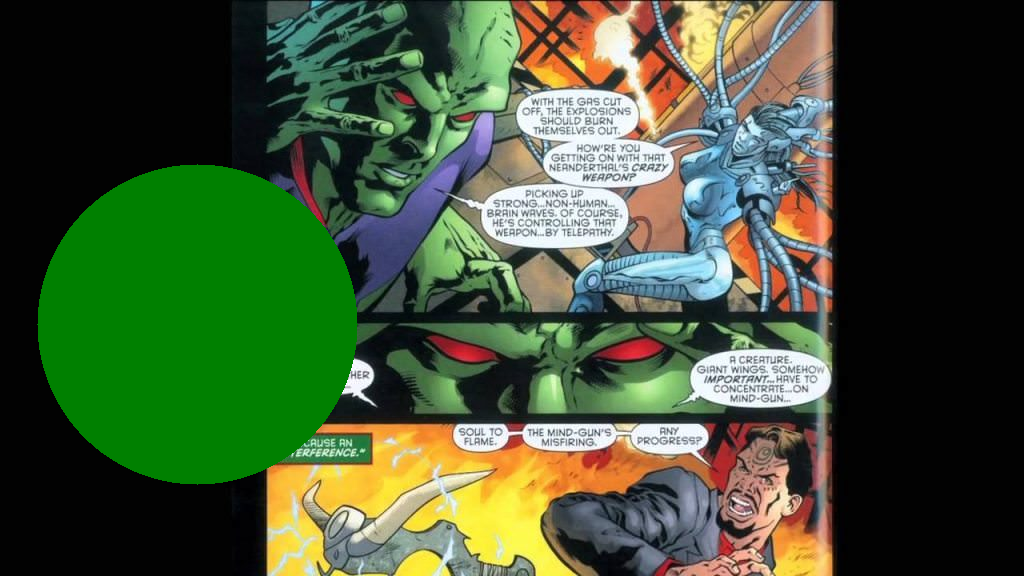 WITH THE GAS CUT
OFF, THE EXPLOSIONS
SHOULD BURN
THEMSELVES OUT.
HOW'RE YOU
GETTING ON WITH THAT
NEANDERTHAL'S CRAZY
WEAPON?
PICKING UP
STRONG...NON-HUMAN...
BRAIN WAVES. OF COURSE,
HE'S CONTROLLING THAT
WEAPON...BY TELEPATHY.
A CREATURE.
GIANT WINGS. SOMEHOW
IMPORTANT...HAVE TO
CONCENTRATE...ON
MIND-GUN...
AN
SOUL TO
FLAME.
THE MIND-GUN'S
MISFIRING.
ANY
PROGRESS?